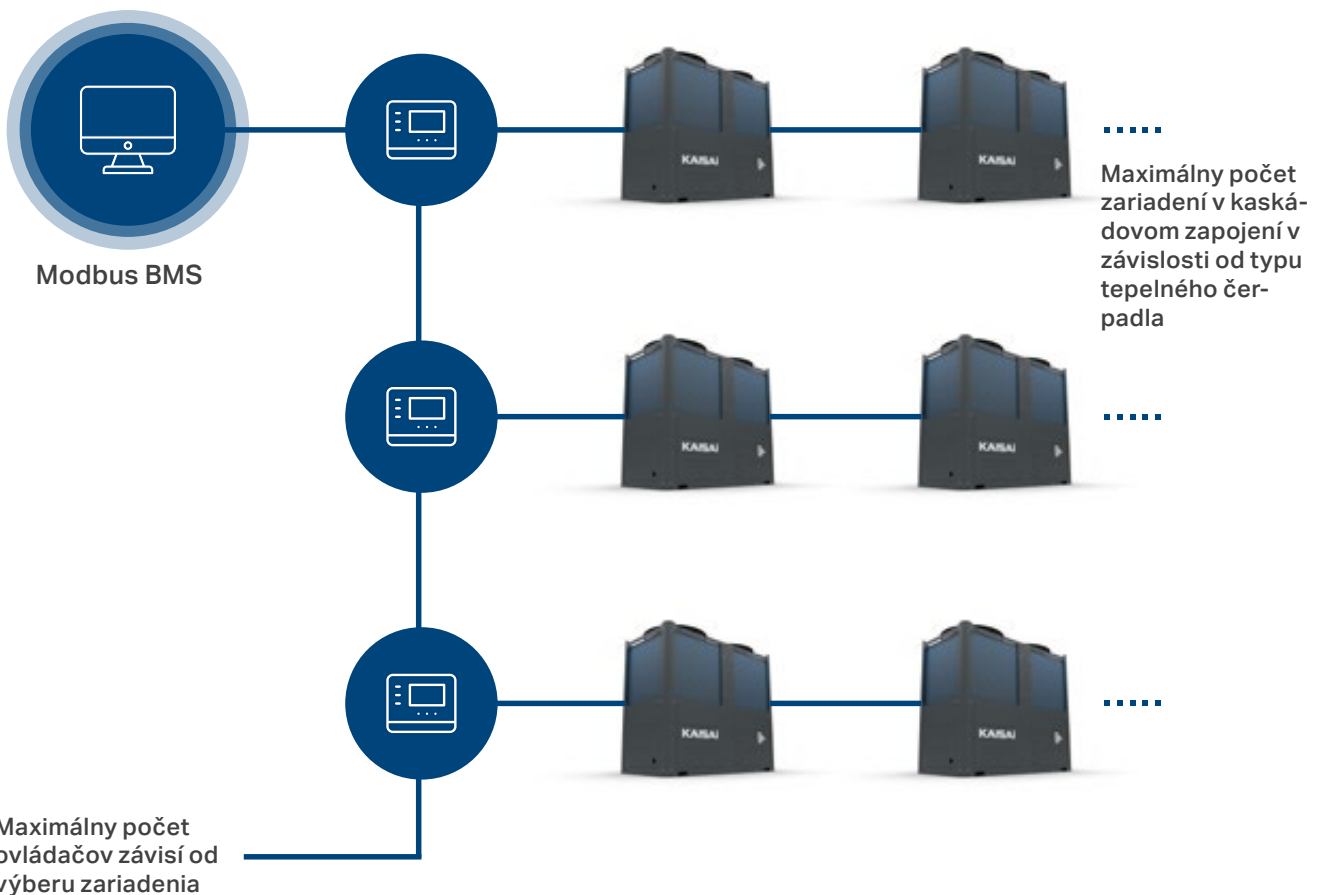 KAISAI
KAISAI
Modbus BMS
Maximálny počet
zariadení v kaská-
dovom zapojení v
závislosti od typu
tepelného čer-
padla
KAISAI
KAISAI
KAISAI
KAISAI
Maximálny počet
ovládačov závisí od
výberu zariadenia